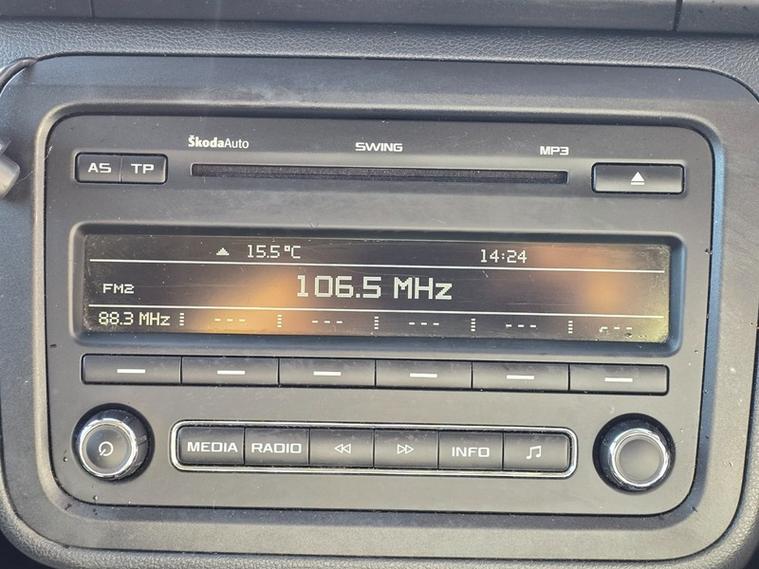 ŠkodaAuto SWING MP3
AS TP
15.5°C 14:24
106.5 MHz
FM2
88.3 MHz --- --- --- --- ---
MEDIA RADIO INFO